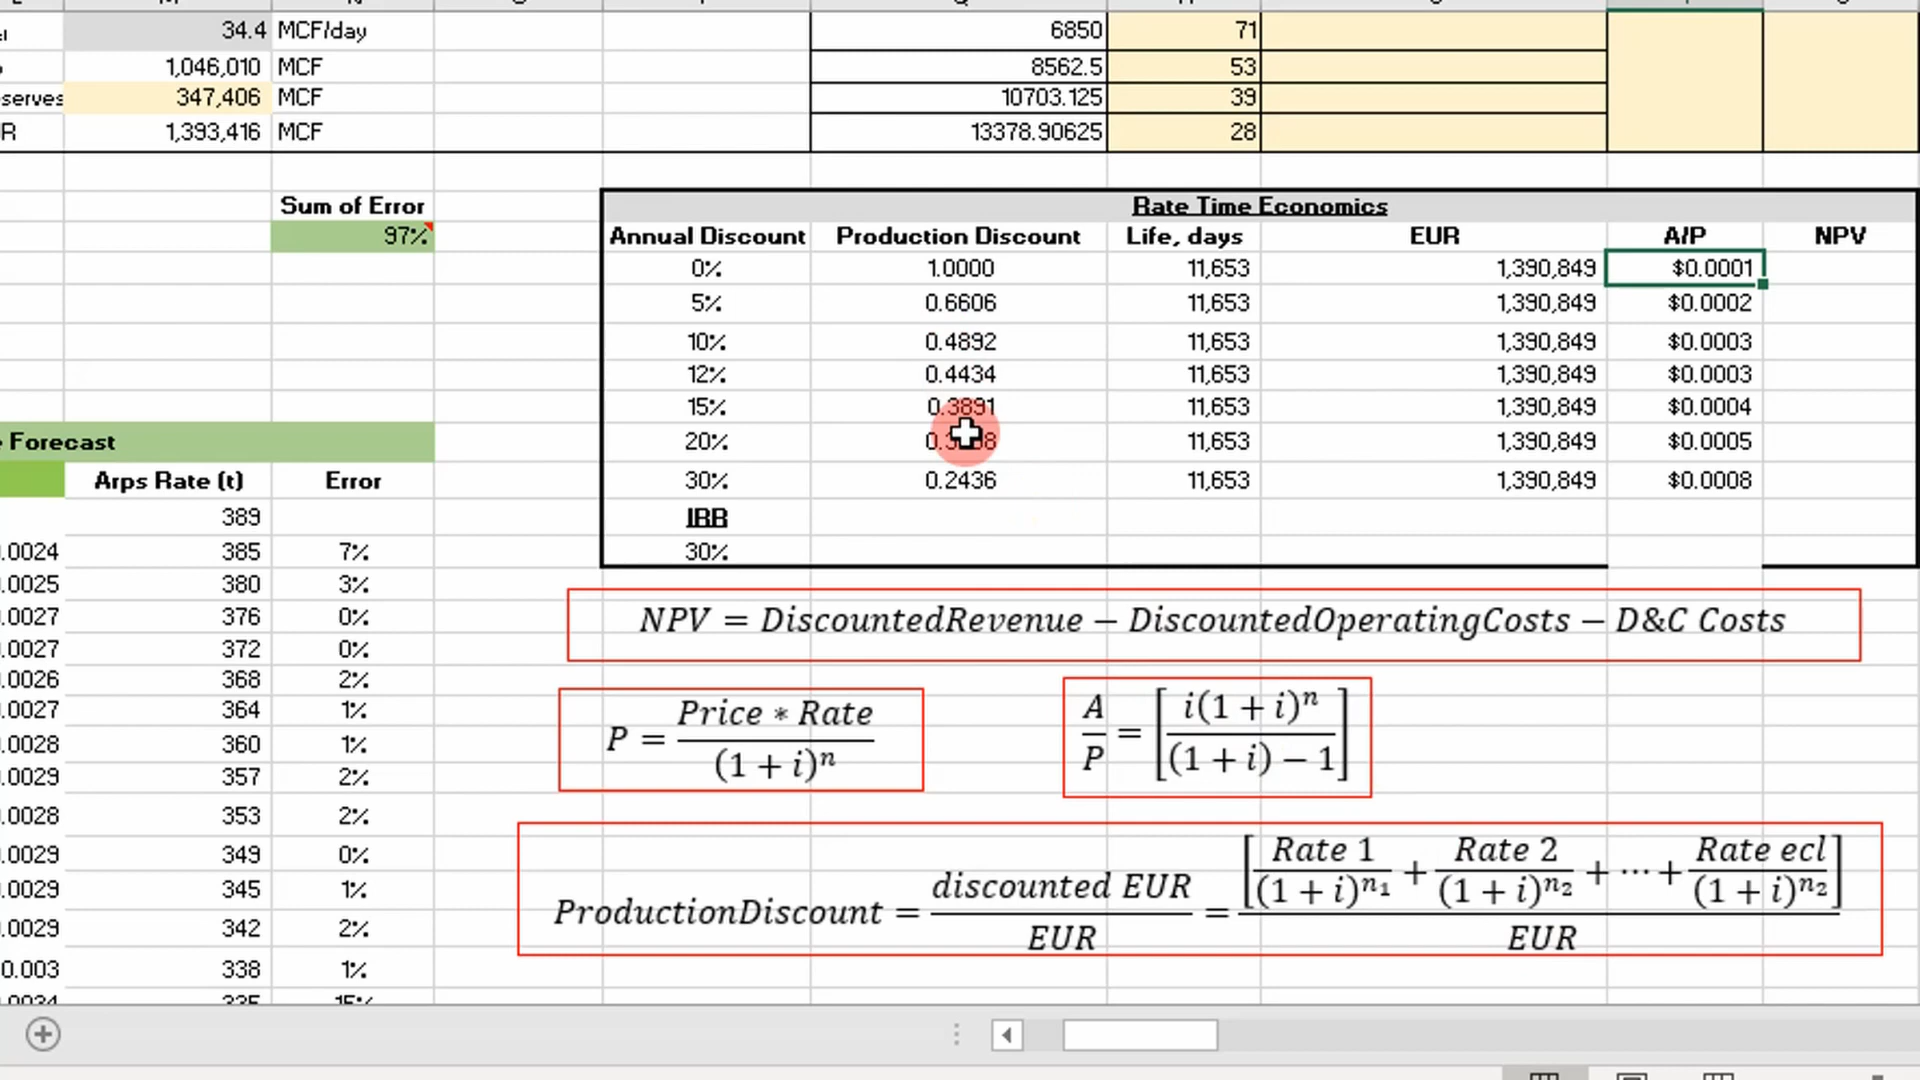 34.4 MCF/day 6850 71
1,046,010 MCF 8562.5 53
serves 347,406 MCF 10703.125 39
R 1,393,416 MCF 13378.90625 28
Sum of Error Rate Time Economics
97% Annual Discount Production Discount Life, days EUR A/P NPV
0% 1.0000 11,653 1,390,849 $0.0001
5% 0.6606 11,653 1,390,849 $0.0002
10% 0.4892 11,653 1,390,849 $0.0003
12% 0.4434 11,653 1,390,849 $0.0003
15% 0.3891 11,653 1,390,849 $0.0004
Forecast 20% 11,653 1,390,849 $0.0005
Arps Rate (t) Error 30% 0.2436 11,653 1,390,849 $0.0008
389 IRR
.0024 385 7% 30%
.0025 380 3%
.0027 376 0%
NPV = DiscountedRevenue − DiscountedOperatingCosts − D&C Costs
.0027 372 0%
.0026 368 2%
.0027 364 1%
.0028 360 1%
P = Price * Rate / (1 + i)^n
A/P = [i(1 + i)^n / (1 + i) − 1]
.0029 357 2%
.0028 353 2%
.0029 349 0%
.0029 345 1%
ProductionDiscount = discounted EUR / EUR = [Rate 1 / (1 + i)^n₁ + Rate 2 / (1 + i)^n₂ + ⋯ + Rate ecl / (1 + i)^n₂] / EUR
.0029 342 2%
0.003 338 1%